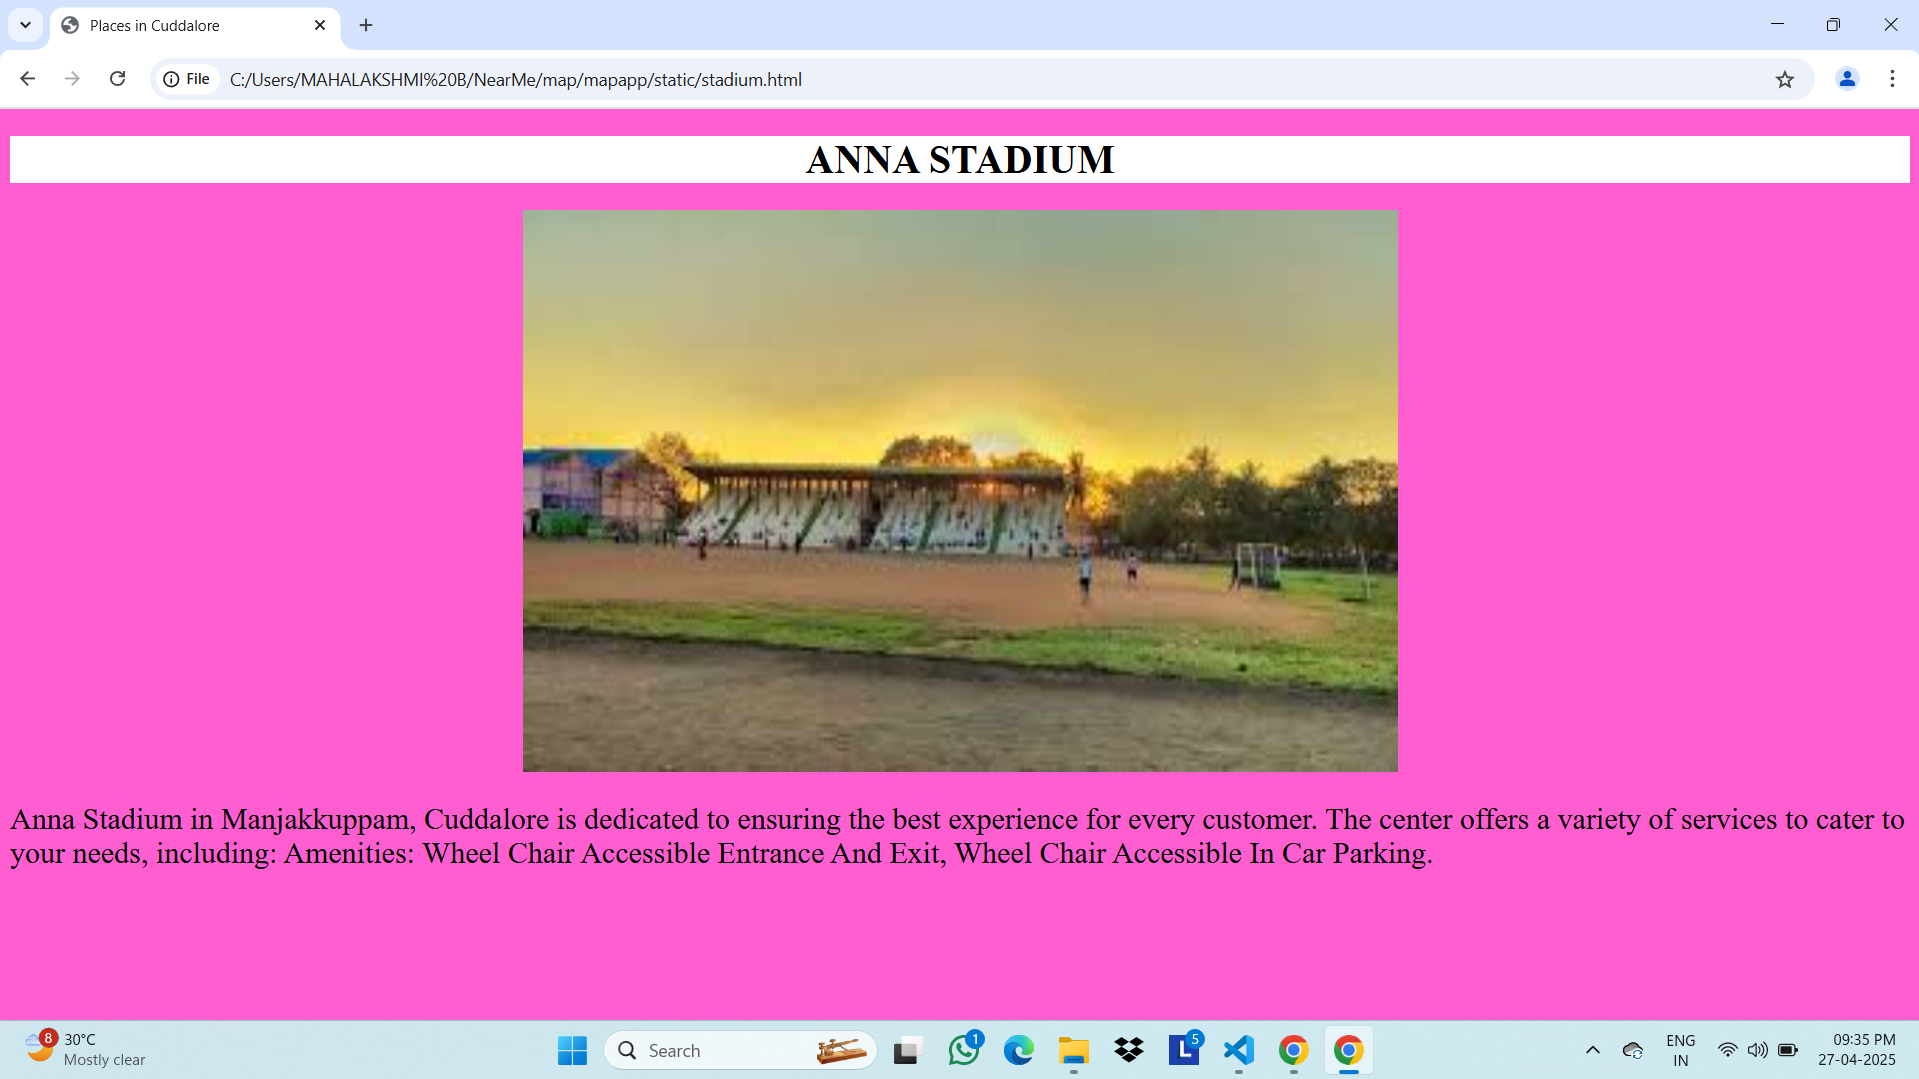 Places in Cuddalore
File
C:/Users/MAHALAKSHMI%20B/NearMe/map/mapapp/static/stadium.html
ANNA STADIUM
Anna Stadium in Manjakkuppam, Cuddalore is dedicated to ensuring the best experience for every customer. The center offers a variety of services to cater to
your needs, including: Amenities: Wheel Chair Accessible Entrance And Exit, Wheel Chair Accessible In Car Parking.
8
30°C
Mostly clear
Search
1
L
5
ENG
IN
09:35 PM
27-04-2025